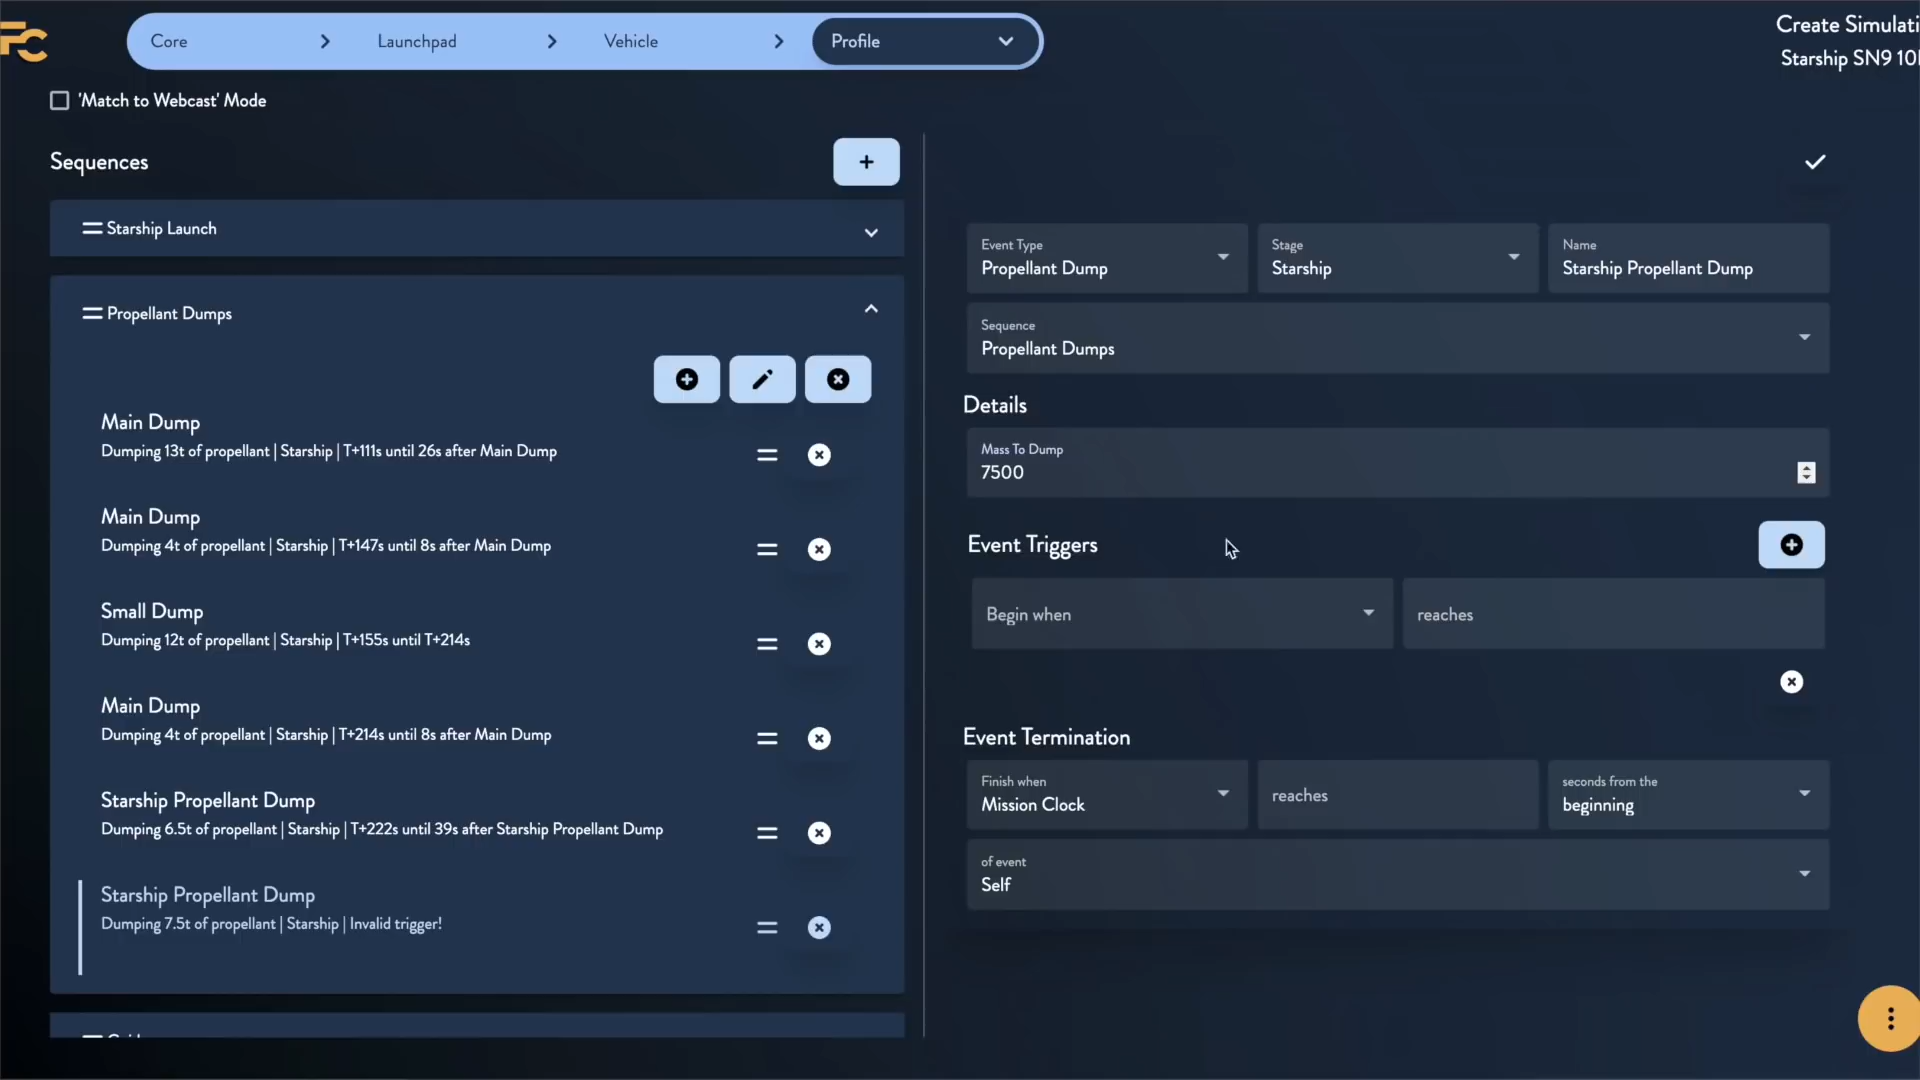 FC
Core
Launchpad
Vehicle
Profile
Create Simulati
Starship SN9 10
'Match to Webcast' Mode
Sequences
+
Starship Launch
Propellant Dumps
Main Dump
Dumping 13t of propellant | Starship | T+111s until 26s after Main Dump
Main Dump
Dumping 4t of propellant | Starship | T+147s until 8s after Main Dump
Small Dump
Dumping 12t of propellant | Starship | T+155s until T+214s
Main Dump
Dumping 4t of propellant | Starship | T+214s until 8s after Main Dump
Starship Propellant Dump
Dumping 6.5t of propellant | Starship | T+222s until 39s after Starship Propellant Dump
Starship Propellant Dump
Dumping 7.5t of propellant | Starship | Invalid trigger!
Event Type
Propellant Dump
Stage
Starship
Name
Starship Propellant Dump
Sequence
Propellant Dumps
Details
Mass To Dump
7500
Event Triggers
Begin when
reaches
Event Termination
Finish when
Mission Clock
reaches
seconds from the
beginning
of event
Self